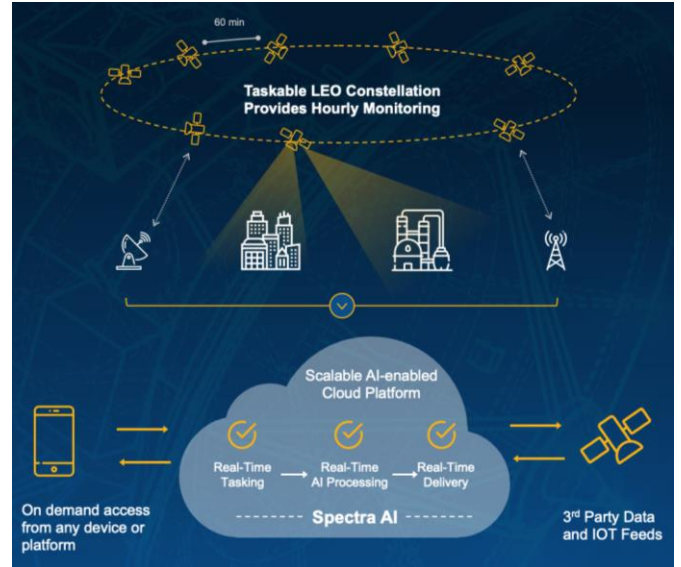 60 min
Taskable LEO Constellation
Provides Hourly Monitoring
Scalable AI-enabled
Cloud Platform
Real-Time
Tasking
Real-Time
AI Processing
Real-Time
Delivery
Spectra AI
On demand access
from any device or
platform
3rd Party Data
and IOT Feeds